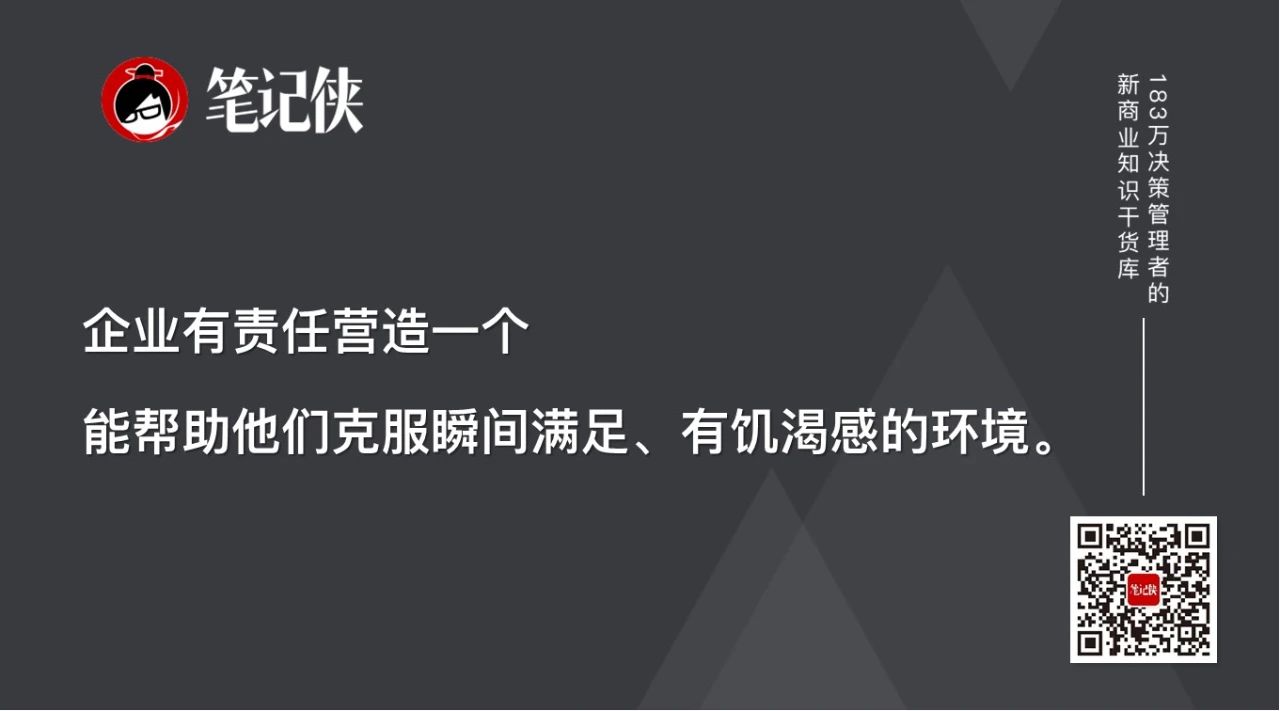 笔记侠
183万决策管理者的
新商业知识干货库
企业有责任营造一个
能帮助他们克服瞬间满足、有饥渴感的环境。
笔记侠